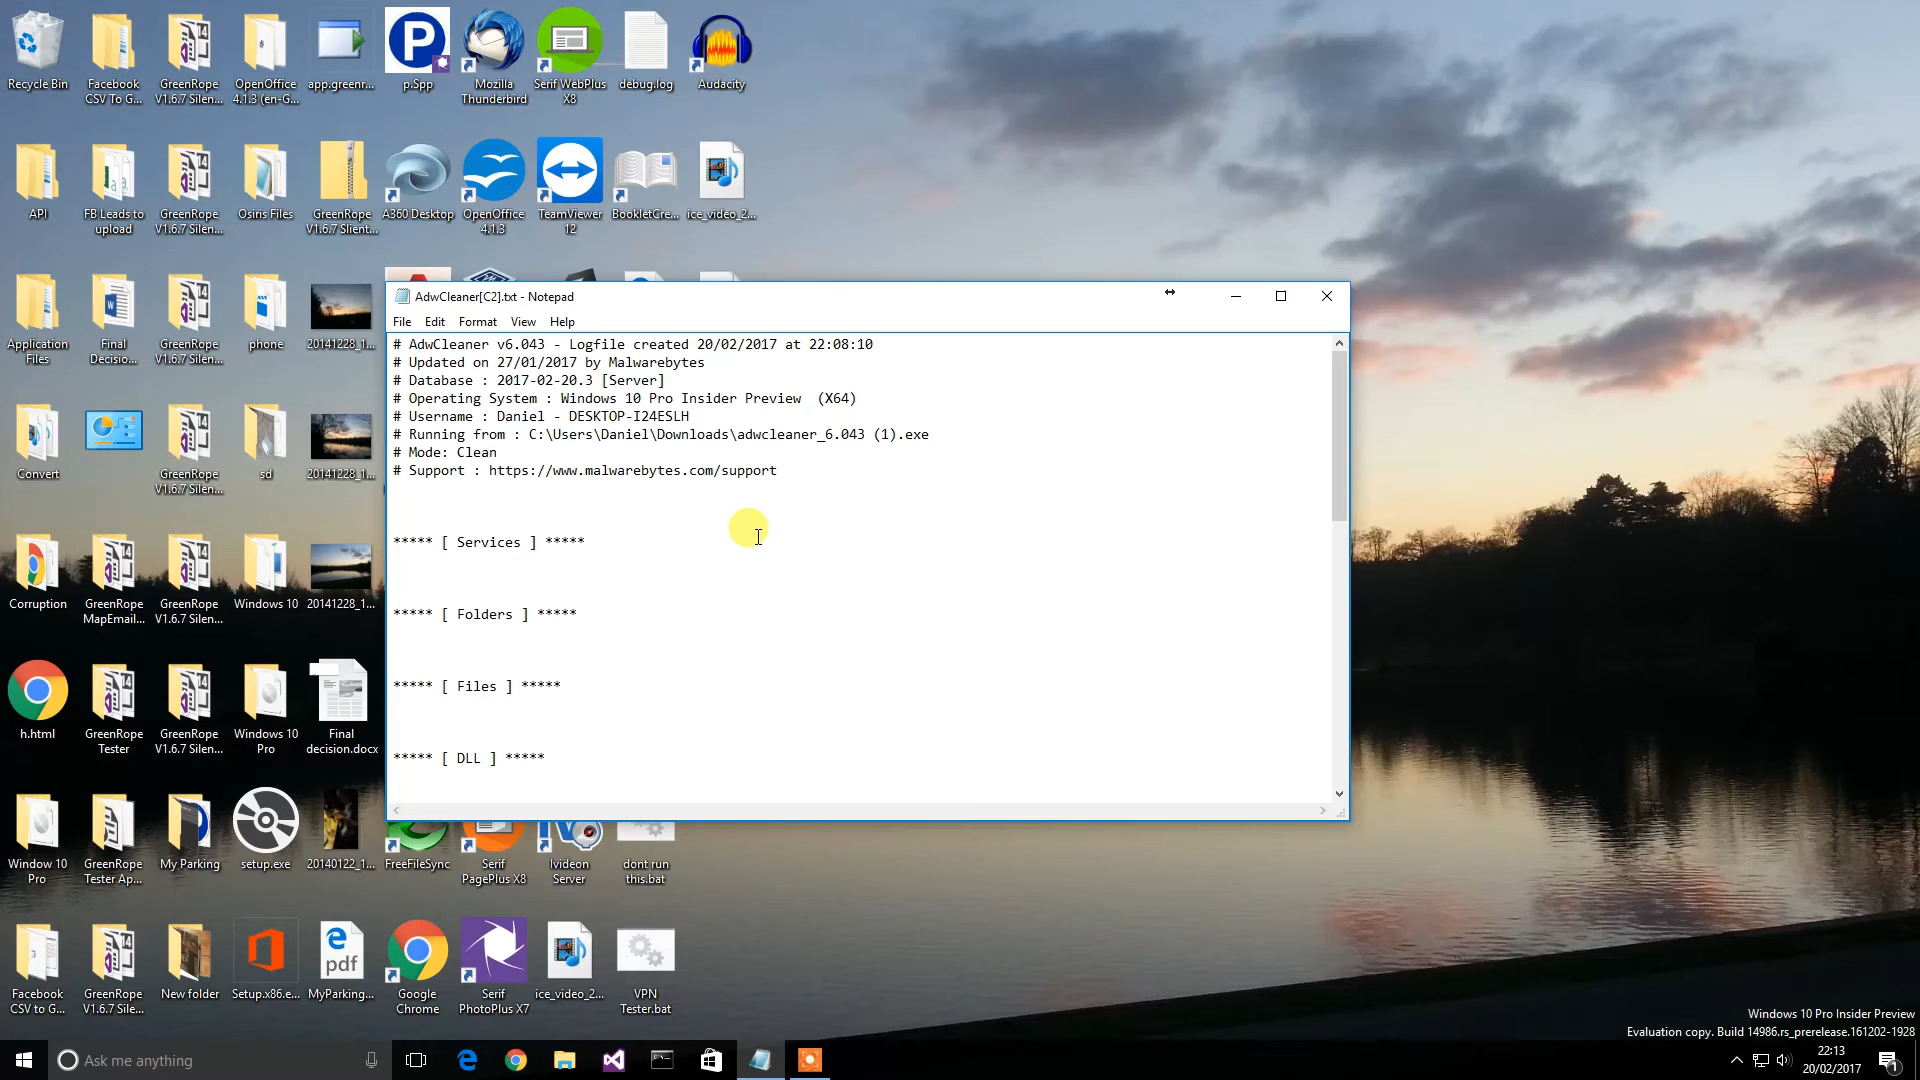 Recycle Bin
Facebook CSV To G...
GreenRope V1.6.7 Silen...
OpenOffice 4.1.3 (en-G...
app.greenr...
p.Spp
Mozilla Thunderbird
Serif WebPlus X8
debug.log
Audacity
API
FB Leads to upload
GreenRope V1.6.7 Silen...
Osiris Files
GreenRope V1.6.7 Slient...
A360 Desktop
OpenOffice 4.1.3
TeamViewer 12
BookletCre...
ice_video_2...
Application Files
Final Decisio...
GreenRope V1.6.7 Silen...
phone
20141228_1...
Convert
GreenRope V1.6.7 Silen...
sd
20141228_1...
Corruption
GreenRope MapEmail...
GreenRope V1.6.7 Silen...
Windows 10
20141228_1...
h.html
GreenRope Tester
GreenRope V1.6.7 Silen...
Windows 10 Pro
Final decision.docx
Window 10 Pro
GreenRope Tester Ap...
My Parking
setup.exe
20140122_1...
FreeFileSync
Serif PagePlus X8
Ivideon Server
dont run this.bat
Facebook CSV to G...
GreenRope V1.6.7 Sile...
New folder
Setup.x86.e...
pdf
MyParking...
Google Chrome
Serif PhotoPlus X7
ice_video_2...
VPN Tester.bat
AdwCleaner[C2].txt - Notepad
File Edit Format View Help
# AdwCleaner v6.043 - Logfile created 20/02/2017 at 22:08:10
# Updated on 27/01/2017 by Malwarebytes
# Database : 2017-02-20.3 [Server]
# Operating System : Windows 10 Pro Insider Preview  (X64)
# Username : Daniel - DESKTOP-I24ESLH
# Running from : C:\Users\Daniel\Downloads\adwcleaner_6.043 (1).exe
# Mode: Clean
# Support : https://www.malwarebytes.com/support
***** [ Services ] *****
***** [ Folders ] *****
***** [ Files ] *****
***** [ DLL ] *****
Windows 10 Pro Insider Preview
Evaluation copy. Build 14986.rs_prerelease.161202-1928
Ask me anything
22:13
20/02/2017
1